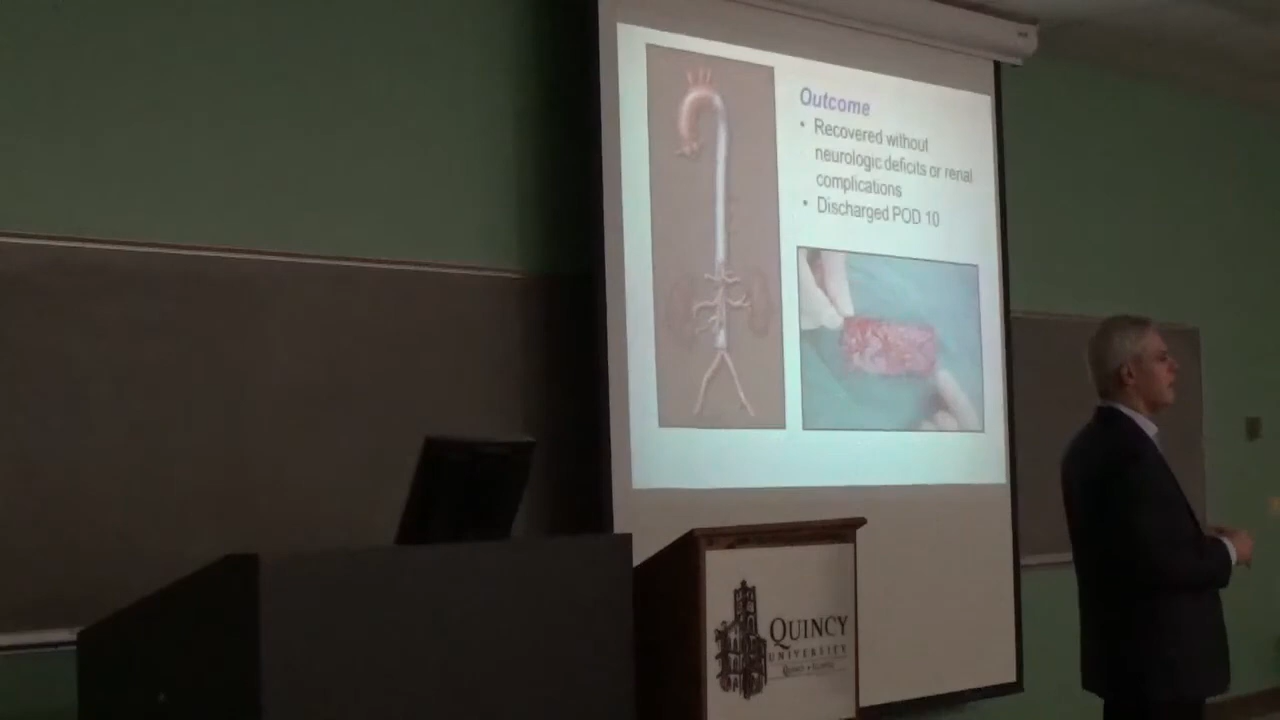 Outcome
• Recovered without
neurologic deficits or renal
complications
• Discharged POD 10
QUINCY
UNIVERSITY